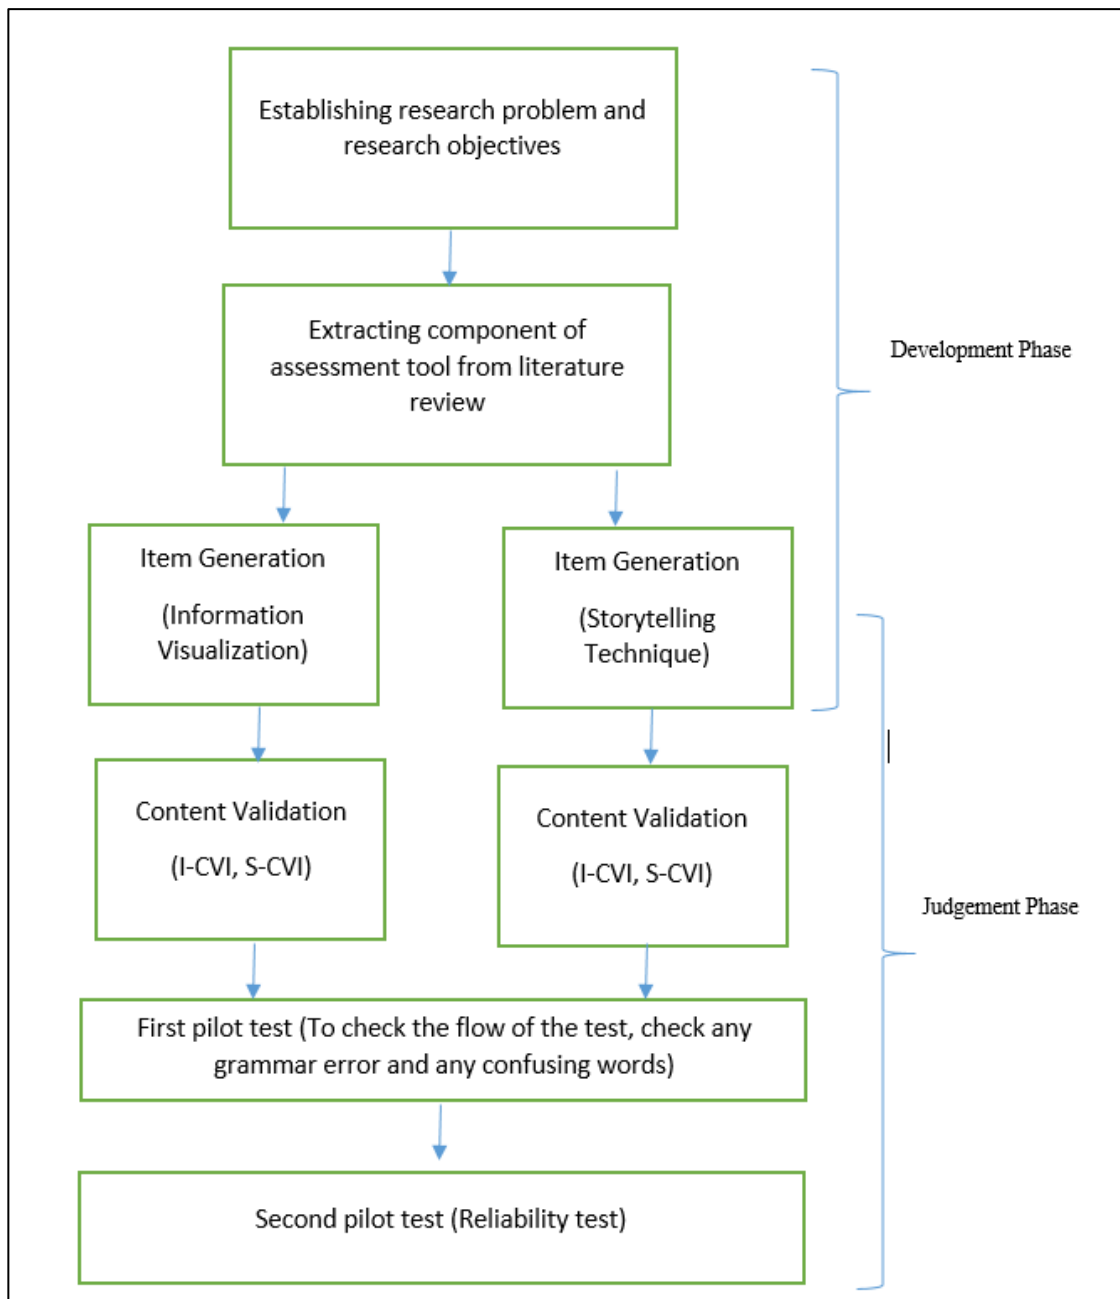 Establishing research problem and
research objectives
Extracting component of
assessment tool from literature
review
Development Phase
Item Generation
(Information
Visualization)
Item Generation
(Storytelling
Technique)
Content Validation
(I-CVI, S-CVI)
Content Validation
(I-CVI, S-CVI)
Judgement Phase
First pilot test (To check the flow of the test, check any
grammar error and any confusing words)
Second pilot test (Reliability test)